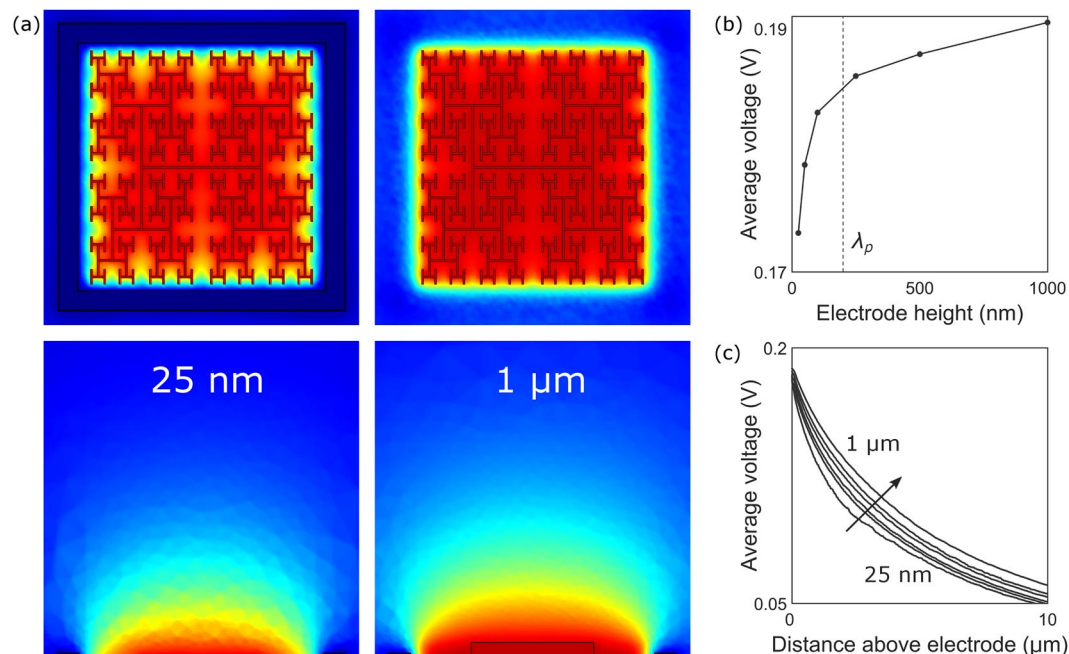 (a)
25 nm
1 µm
(b)
0.19
Average voltage (V)
λp
0.17
0
500
1000
Electrode height (nm)
(c)
0.2
Average voltage (V)
1 µm
25 nm
0.05
0
10
Distance above electrode (µm)